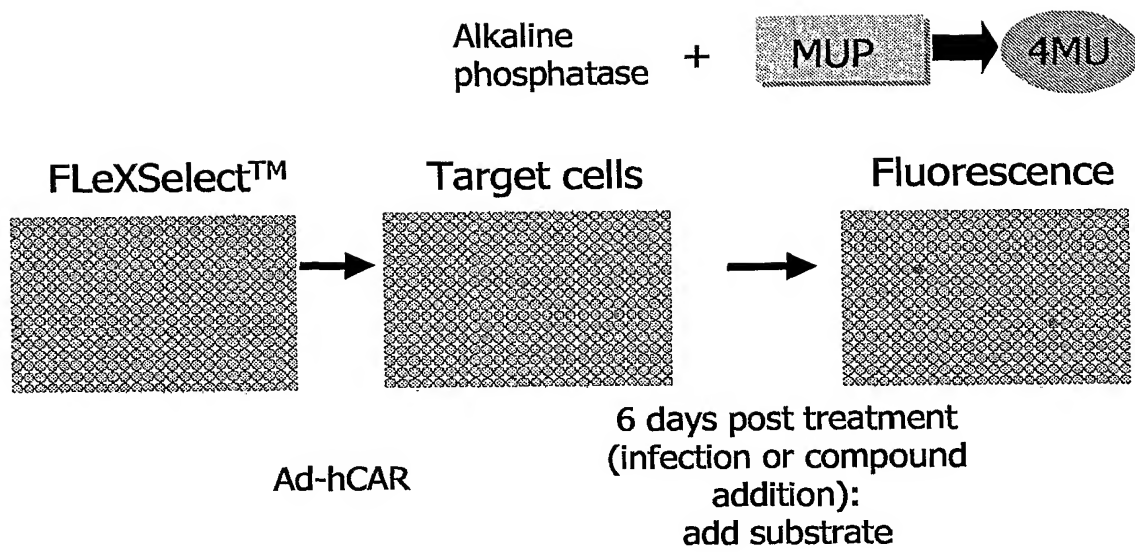 Alkaline
phosphatase + MUP 4MU
FLeXSelect™ Target cells Fluorescence
Ad-hCAR
6 days post treatment
(infection or compound
addition):
add substrate